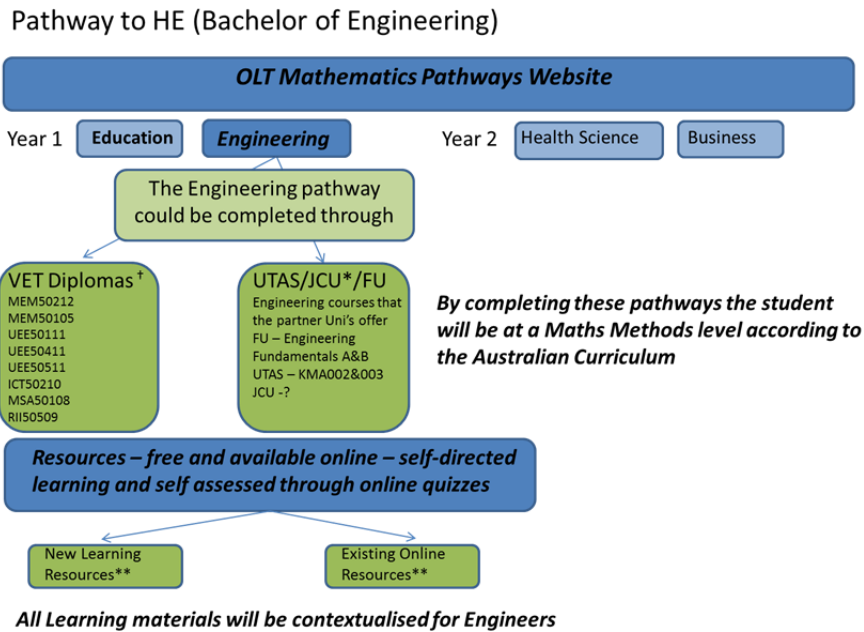 Pathway to HE (Bachelor of Engineering)
OLT Mathematics Pathways Website
Year 1 Education Engineering Year 2 Health Science Business
The Engineering pathway
could be completed through
VET Diplomas †
MEM50212
MEM50105
UEE50111
UEE50411
UEE50511
ICT50210
MSA50108
RII50509
UTAS/JCU*/FU
Engineering courses that
the partner Uni's offer
FU – Engineering
Fundamentals A&B
UTAS – KMA002&003
JCU -?
By completing these pathways the student
will be at a Maths Methods level according to
the Australian Curriculum
Resources – free and available online – self-directed
learning and self assessed through online quizzes
New Learning
Resources**
Existing Online
Resources**
All Learning materials will be contextualised for Engineers